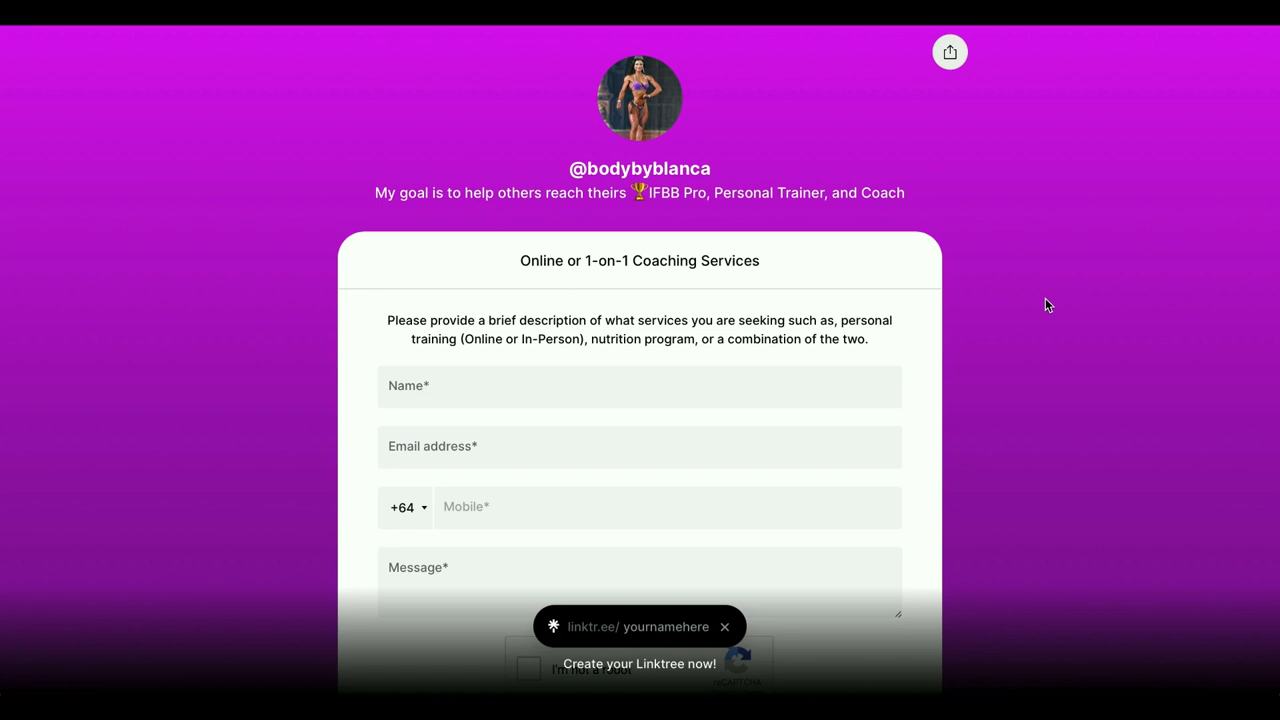 @bodybyblanca
My goal is to help others reach theirs 🏆IFBB Pro, Personal Trainer, and Coach
Online or 1-on-1 Coaching Services
Please provide a brief description of what services you are seeking such as, personal
training (Online or In-Person), nutrition program, or a combination of the two.
Name*
Email address*
+64 Mobile*
Message*
linktr.ee/ yournamehere
Create your Linktree now!
I'm not a robot
reCAPTCHA